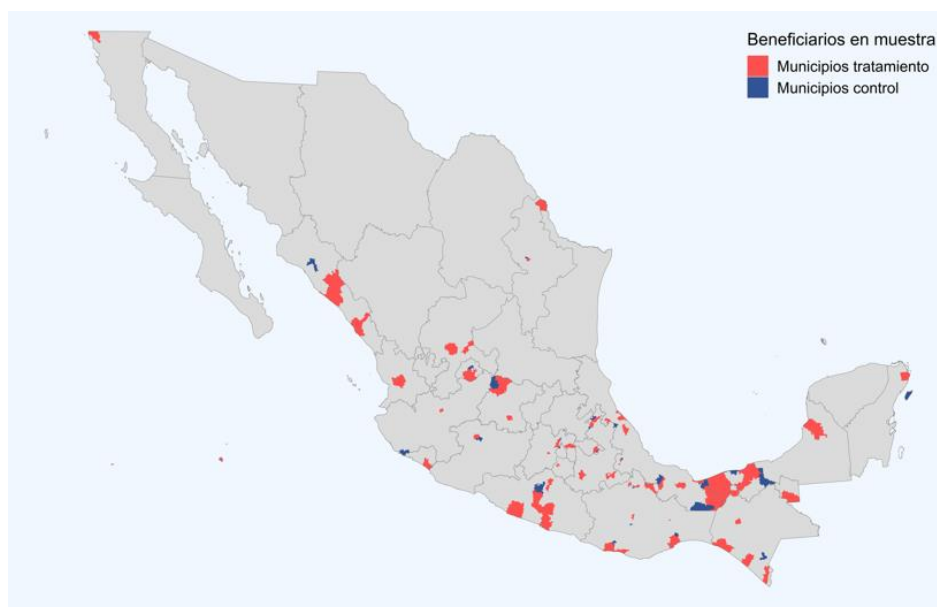 Beneficiarios en muestra
Municipios tratamiento
Municipios control